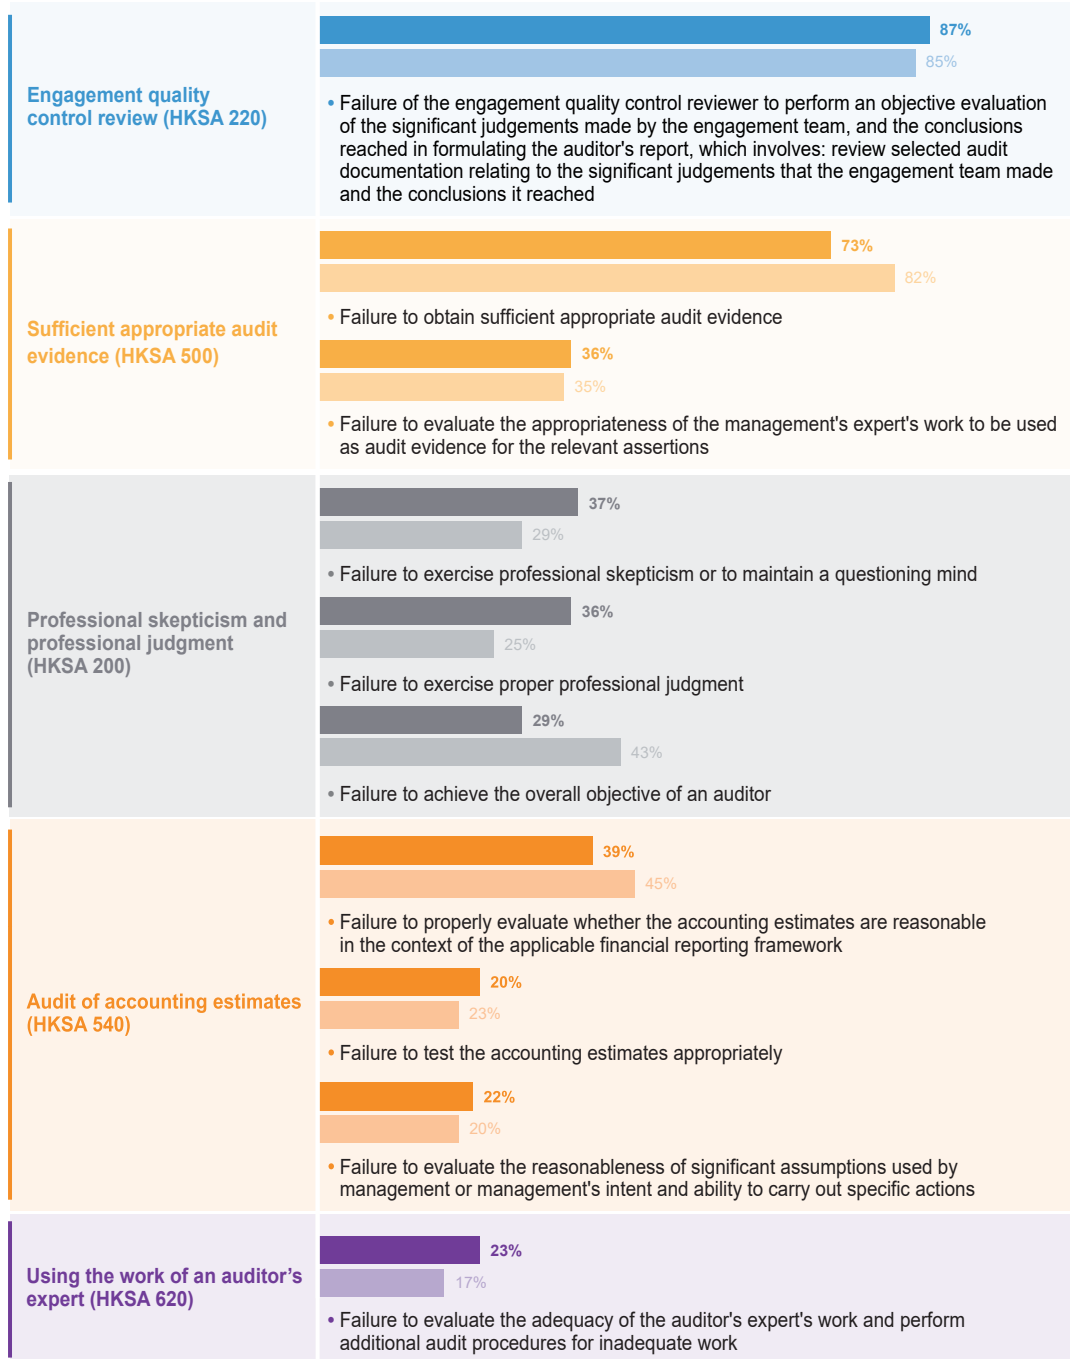 87%
85%
Engagement quality
control review (HKSA 220)
• Failure of the engagement quality control reviewer to perform an objective evaluation
of the significant judgements made by the engagement team, and the conclusions
reached in formulating the auditor's report, which involves: review selected audit
documentation relating to the significant judgements that the engagement team made
and the conclusions it reached
73%
82%
Sufficient appropriate audit
evidence (HKSA 500)
• Failure to obtain sufficient appropriate audit evidence
36%
35%
• Failure to evaluate the appropriateness of the management's expert's work to be used
as audit evidence for the relevant assertions
37%
29%
• Failure to exercise professional skepticism or to maintain a questioning mind
Professional skepticism and
professional judgment
(HKSA 200)
36%
25%
• Failure to exercise proper professional judgment
29%
43%
• Failure to achieve the overall objective of an auditor
39%
45%
• Failure to properly evaluate whether the accounting estimates are reasonable
in the context of the applicable financial reporting framework
Audit of accounting estimates
(HKSA 540)
20%
23%
• Failure to test the accounting estimates appropriately
22%
20%
• Failure to evaluate the reasonableness of significant assumptions used by
management or management's intent and ability to carry out specific actions
23%
17%
Using the work of an auditor’s
expert (HKSA 620)
• Failure to evaluate the adequacy of the auditor's expert's work and perform
additional audit procedures for inadequate work